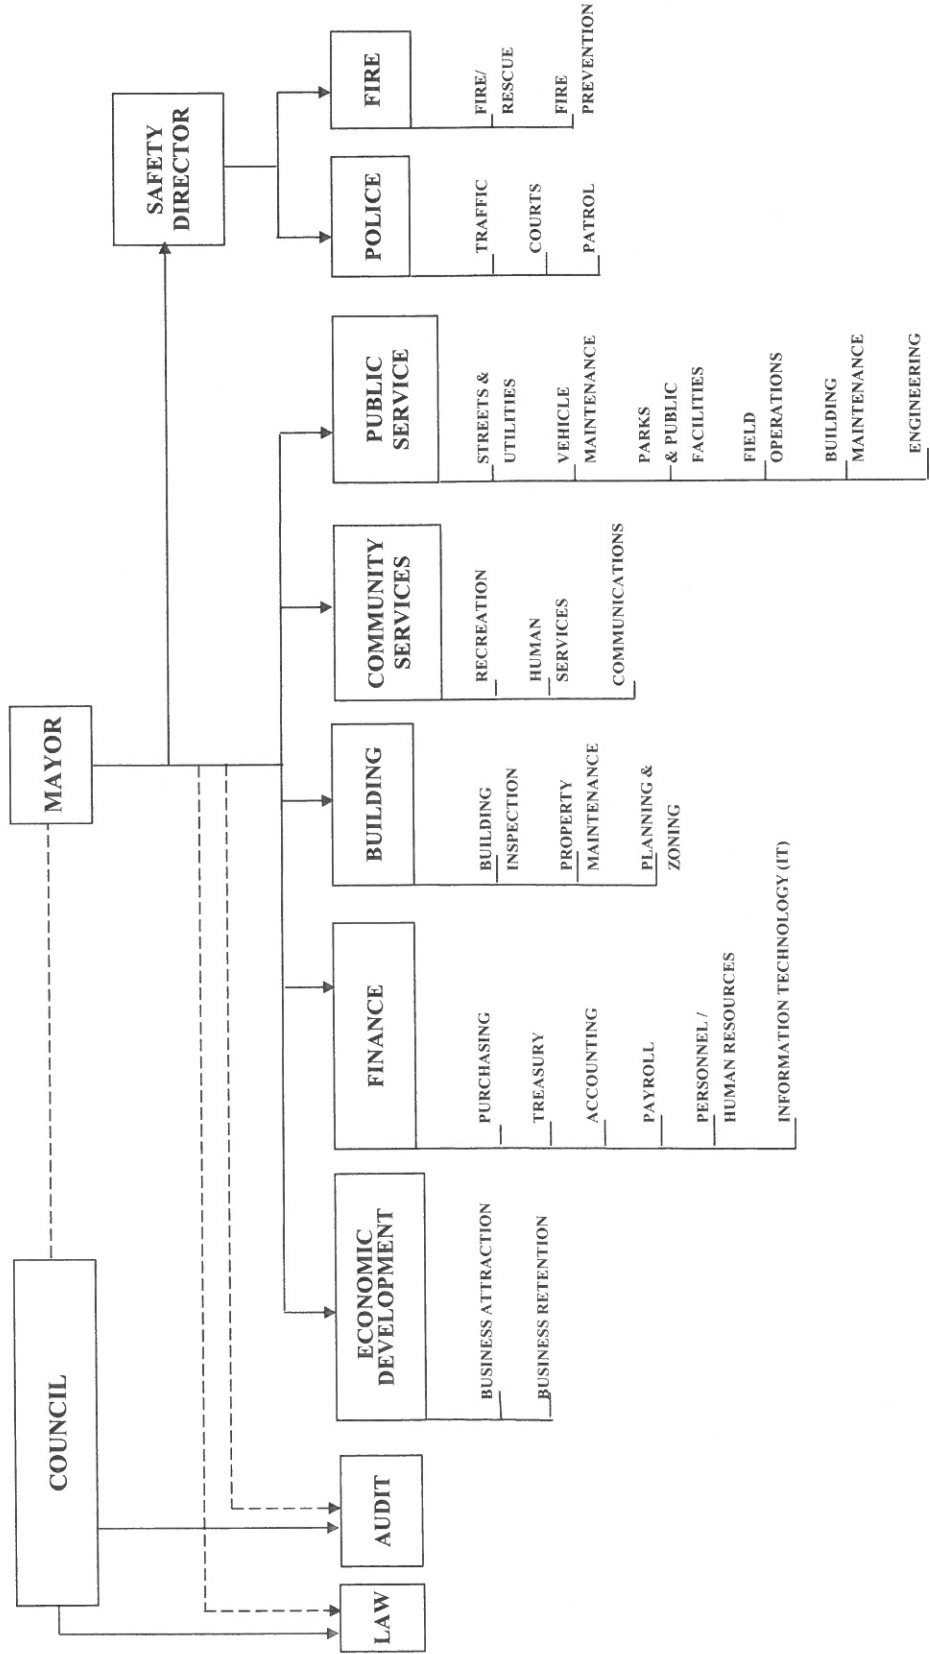 COUNCIL
MAYOR
SAFETY
DIRECTOR
LAW
AUDIT
ECONOMIC
DEVELOPMENT
BUSINESS ATTRACTION
BUSINESS RETENTION
FINANCE
PURCHASING
TREASURY
ACCOUNTING
PAYROLL
PERSONNEL /
HUMAN RESOURCES
INFORMATION TECHNOLOGY (IT)
BUILDING
BUILDING
INSPECTION
PROPERTY
MAINTENANCE
PLANNING &
ZONING
COMMUNITY
SERVICES
RECREATION
HUMAN
SERVICES
COMMUNICATIONS
PUBLIC
SERVICE
STREETS &
UTILITIES
VEHICLE
MAINTENANCE
PARKS
& PUBLIC
FACILITIES
FIELD
OPERATIONS
BUILDING
MAINTENANCE
ENGINEERING
POLICE
TRAFFIC
COURTS
PATROL
FIRE
FIRE/
RESCUE
FIRE
PREVENTION